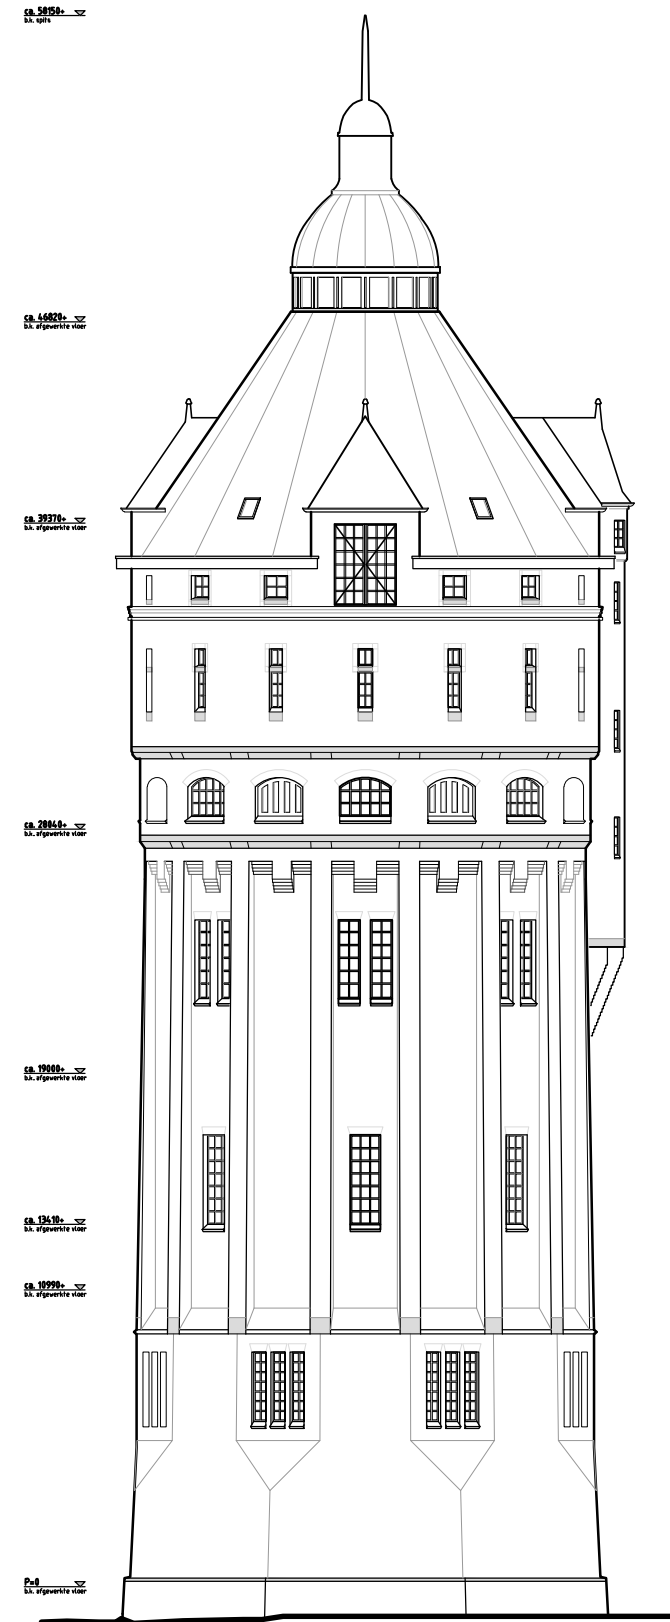 ca. 58150+
b.k. spits
ca. 46820+
b.k. afgewerkte vloer
ca. 39370+
b.k. afgewerkte vloer
ca. 28040+
b.k. afgewerkte vloer
ca. 19000+
b.k. afgewerkte vloer
ca. 13410+
b.k. afgewerkte vloer
ca. 10990+
b.k. afgewerkte vloer
P=0
b.k. afgewerkte vloer